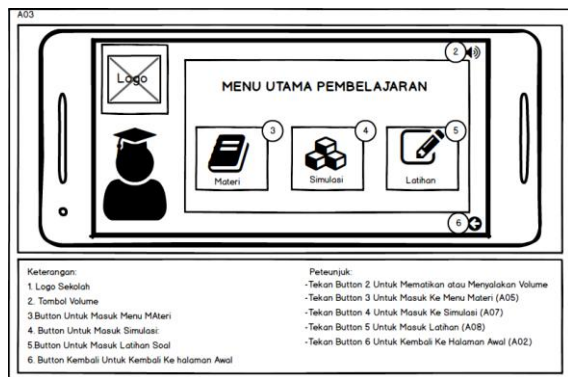 A03
Logo
2
MENU UTAMA PEMBELAJARAN
3
4
5
Materi
Simulasi
Latihan
6
Keterangan:
1. Logo Sekolah
2. Tombol Volume
3.Button Untuk Masuk Menu MAteri
4. Button Untuk Masuk Simulasi:
5.Button Untuk Masuk Latihan Soal
6. Button Kembali Untuk Kembali Ke halaman Awal
Peteunjuk:
-Tekan Button 2 Untuk Mematikan atau Menyalakan Volume
-Tekan Button 3 Untuk Masuk Ke Menu Materi (A05)
-Tekan Button 4 Untuk Masuk Ke Simulasi (A07)
-Tekan Button 5 Untuk Masuk Latihan (A08)
-Tekan Button 6 Untuk Kembali Ke Halaman Awal (A02)